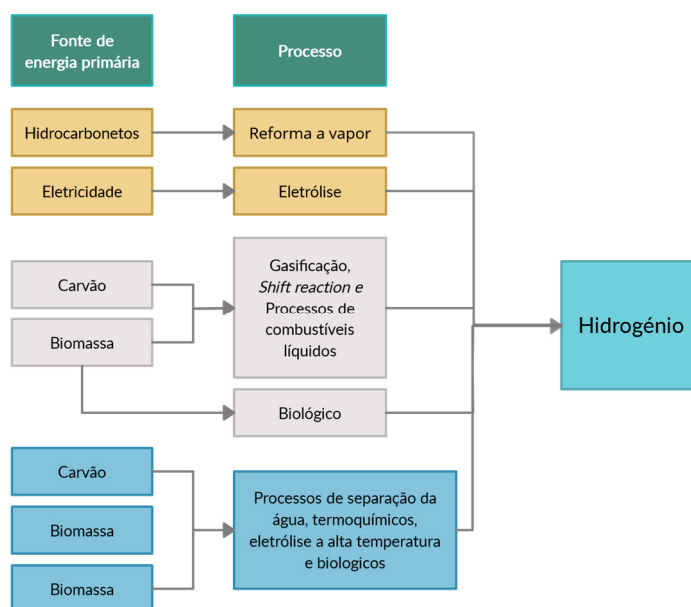 Fonte de
energia primária
Processo
Hidrocarbonetos
Reforma a vapor
Eletricidade
Eletrólise
Carvão
Biomassa
Gasificação,
Shift reaction e
Processos de
combustíveis
líquidos
Hidrogénio
Biológico
Carvão
Biomassa
Biomassa
Processos de separação da
água, termoquímicos,
eletrólise a alta temperatura
e biologicos